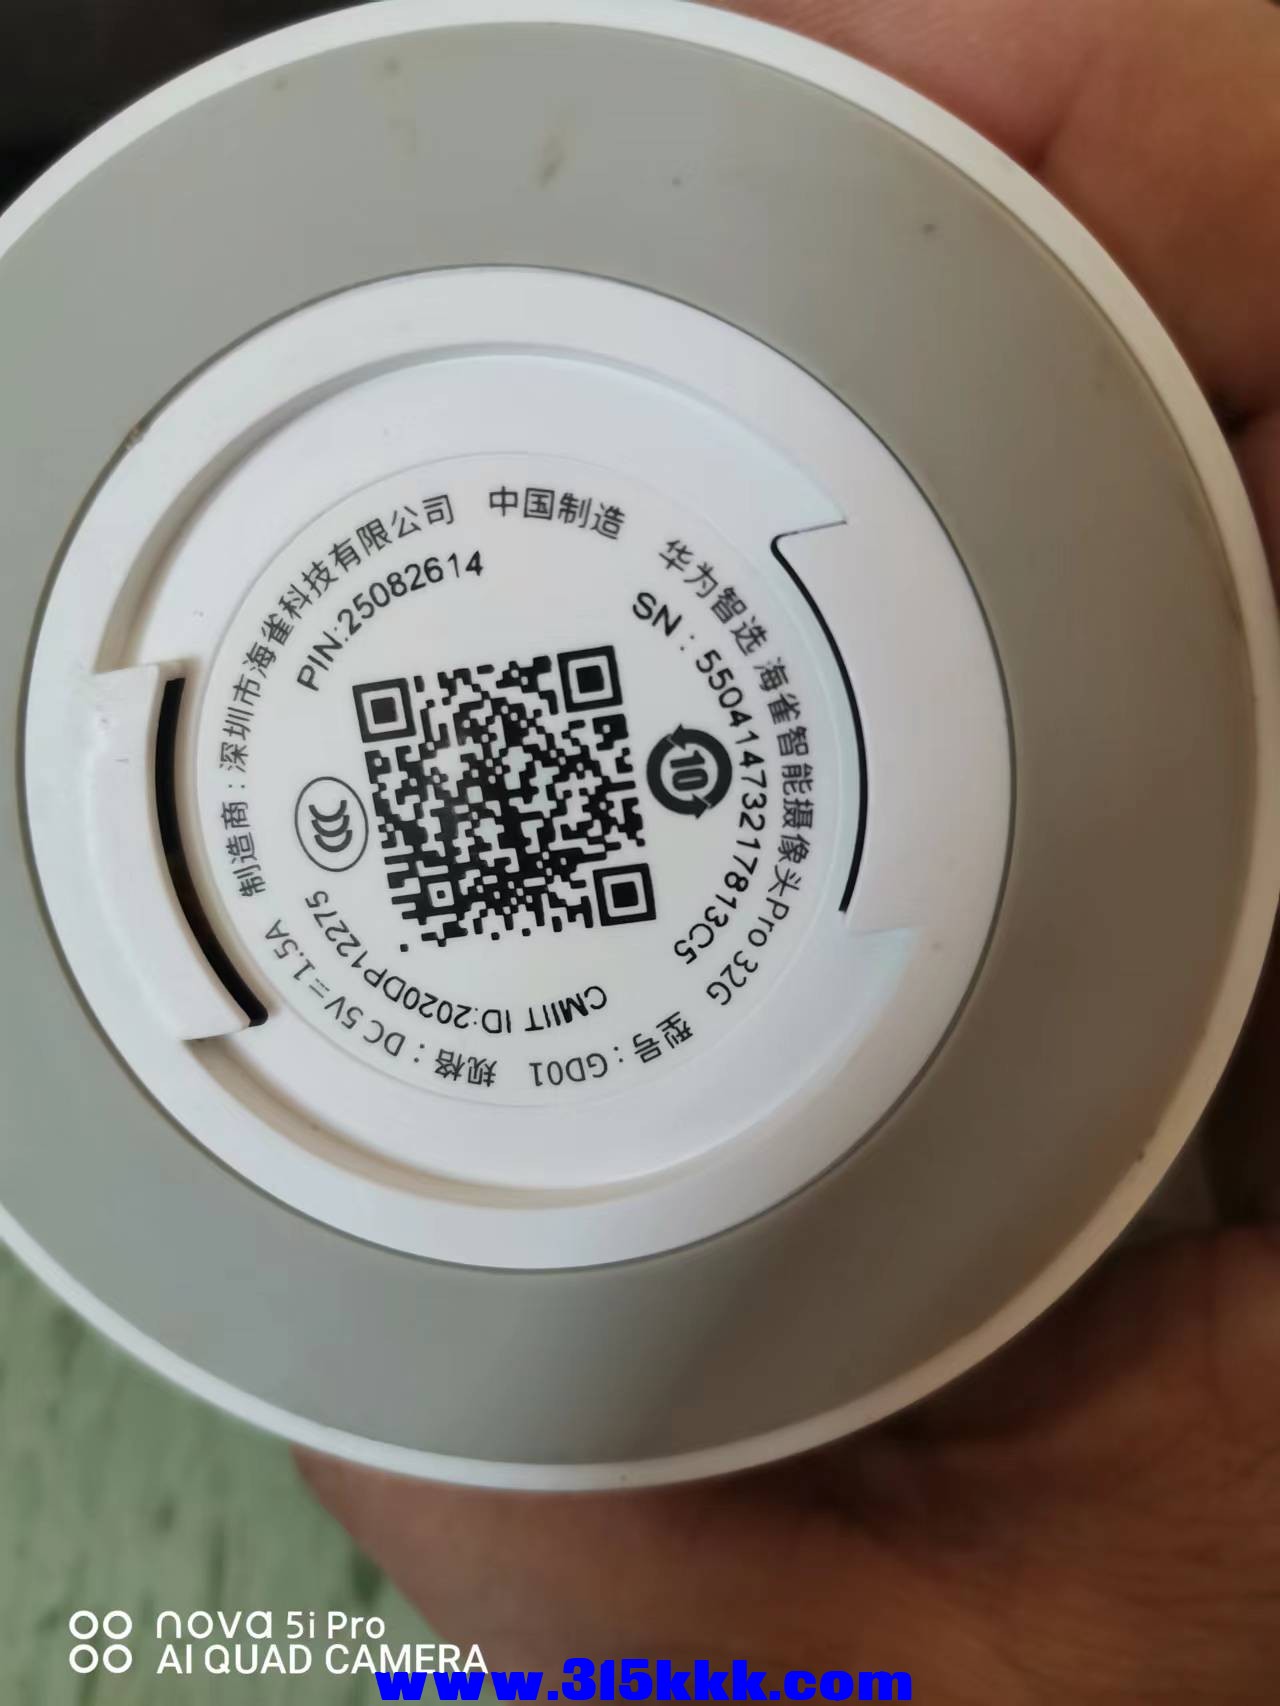 华为智选 海雀智能摄像头Pro 32G
型号：GD01
规格：DC 5V⎓1.5A
制造商：深圳市海雀科技有限公司
中国制造
PIN:25082614
SN：55041473217813C5
CMIIT ID:2020DP12275
10
nova 5i Pro
AI QUAD CAMERA
www.315kkk.com